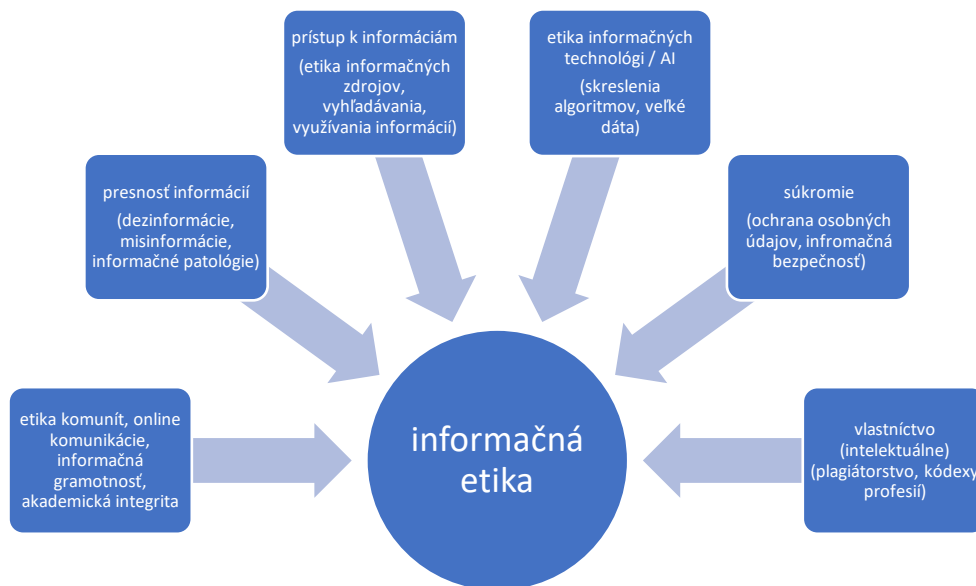 prístup k informáciám
(etika informačných
zdrojov,
vyhľadávania,
využívania informácií)
etika informačných
technológi / AI
(skreslenia
algoritmov, veľké
dáta)
presnosť informácií
(dezinformácie,
misinformácie,
informačné patológie)
súkromie
(ochrana osobných
údajov, infromačná
bezpečnosť)
etika komunít, online
komunikácie,
informačná
gramotnosť,
akademická integrita
informačná
etika
vlastníctvo
(intelektuálne)
(plagiátorstvo, kódexy
profesií)